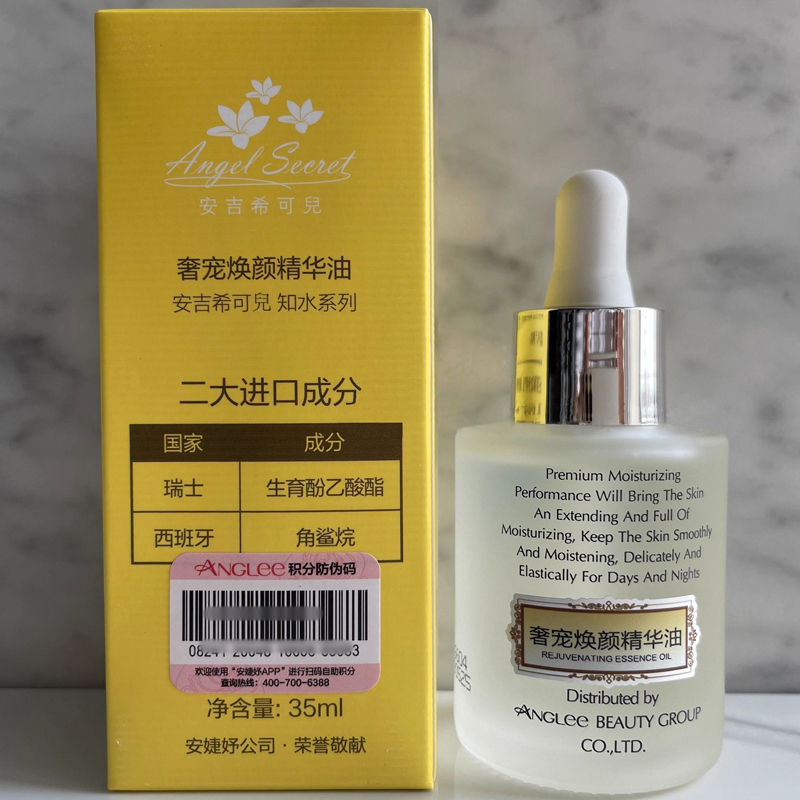 Angel Secret
安吉希可兒
奢宠焕颜精华油
安吉希可兒 知水系列
二大进口成分
国家 成分
瑞士 生育酚乙酸酯
西班牙 角鲨烷
ANGLEE 积分防伪码
欢迎使用“安婕妤APP”进行扫码自助积分
查询热线：400-700-6388
净含量: 35ml
安婕妤公司·荣誉敬献
Premium Moisturizing
Performance Will Bring The Skin
An Extending And Full Of
Moisturizing, Keep The Skin Smoothly
And Moistening, Delicately And
Elastically For Days And Nights
奢宠焕颜精华油
REJUVENATING ESSENCE OIL
Distributed by
ANGLEE BEAUTY GROUP
CO.,LTD.